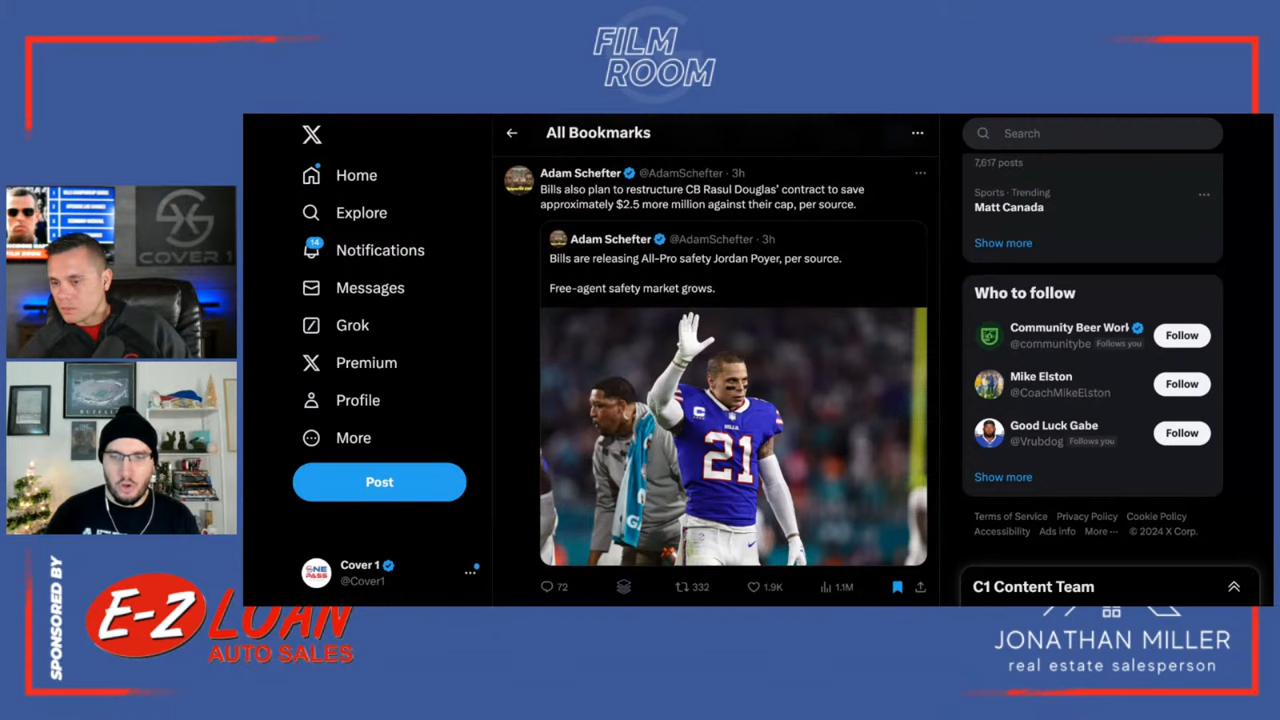 FILM
ROOM
All Bookmarks
Search
7,617 posts
Sports · Trending
Matt Canada
Show more
Home
Explore
14
Notifications
Messages
Grok
Premium
Profile
More
Post
Cover 1
@Cover1
Adam Schefter @AdamSchefter · 3h
Bills also plan to restructure CB Rasul Douglas' contract to save
approximately $2.5 more million against their cap, per source.
Adam Schefter @AdamSchefter · 3h
Bills are releasing All-Pro safety Jordan Poyer, per source.
Free-agent safety market grows.
C
BILLS
21
72
332
1.9K
1.1M
Who to follow
Community Beer Work
@communitybe Follows you
Follow
Mike Elston
@CoachMikeElston
Follow
Good Luck Gabe
@Vrubdog Follows you
Follow
Show more
Terms of Service Privacy Policy Cookie Policy
Accessibility Ads info More ··· © 2024 X Corp.
C1 Content Team
COVER 1
FILM ROOM
BUFFALO
SPONSORED BY
E-Z LOAN
AUTO SALES
JONATHAN MILLER
real estate salesperson